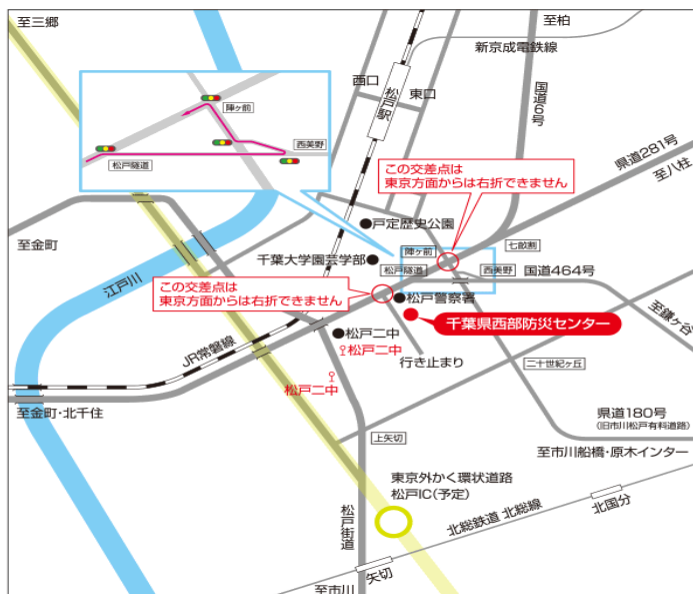 至三郷
至柏
新京成電鉄線
西口
東口
松戸駅
国道6号
陣ヶ前
西美野
松戸隧道
県道281号
至八柱
この交差点は
東京方面からは右折できません
戸定歴史公園
至金町
江戸川
千葉大学園芸学部
陣ヶ前
七畝割
松戸隧道
西美野
国道464号
この交差点は
東京方面からは右折できません
松戸警察署
千葉県西部防災センター
至鎌ヶ谷
松戸二中
松戸二中
JR常磐線
行き止まり
松戸二中
二十世紀ヶ丘
至金町・北千住
県道180号
(旧市川松戸有料道路)
上矢切
至市川船橋・原木インター
東京外かく環状道路
松戸IC(予定)
松戸街道
北総鉄道 北総線
北国分
矢切
至市川